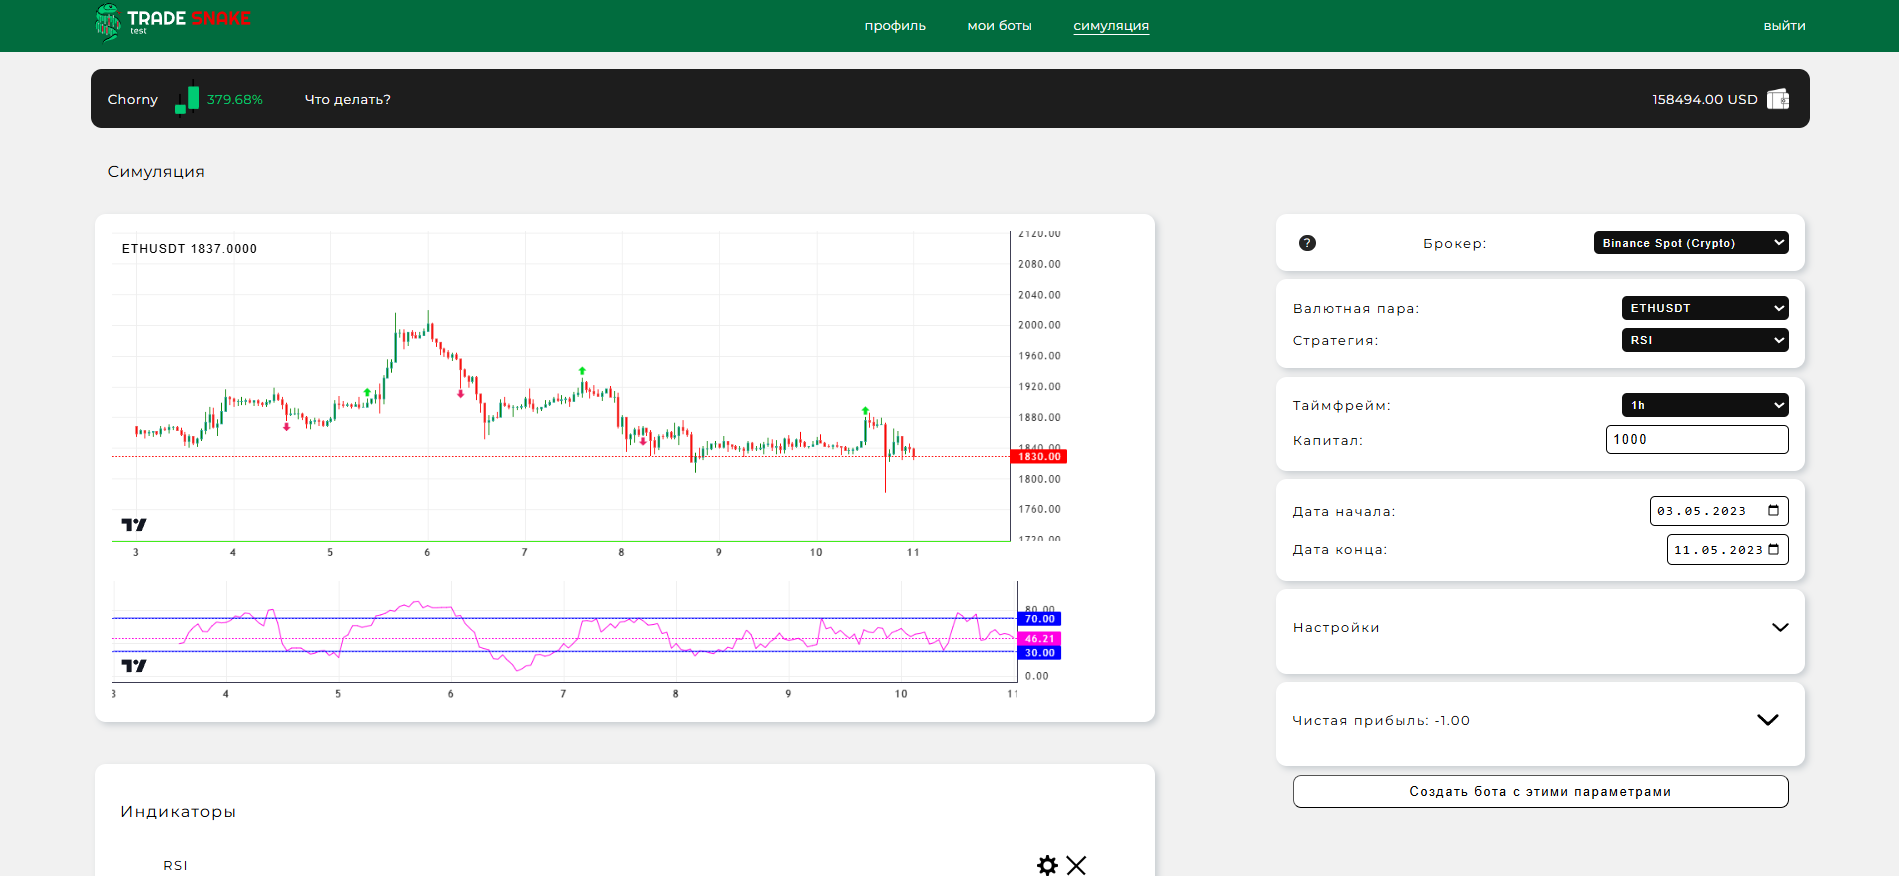 TRADE SNAKE
test
профиль мои боты симуляция выйти
Chorny 379.68% Что делать? 158494.00 USD
Симуляция
ETHUSDT 1837.0000
2120.00
2080.00
2040.00
2000.00
1960.00
1920.00
1880.00
1840.00
1830.00
1800.00
1760.00
1720.00
3 4 5 6 7 8 9 10 11
80.00
70.00
46.21
30.00
0.00
3 4 5 6 7 8 9 10 11
Индикаторы
RSI
? Брокер: Binance Spot (Crypto)
Валютная пара: ETHUSDT
Стратегия: RSI
Таймфрейм: 1h
Капитал: 1000
Дата начала: 03.05.2023
Дата конца: 11.05.2023
Настройки
Чистая прибыль: -1.00
Создать бота с этими параметрами